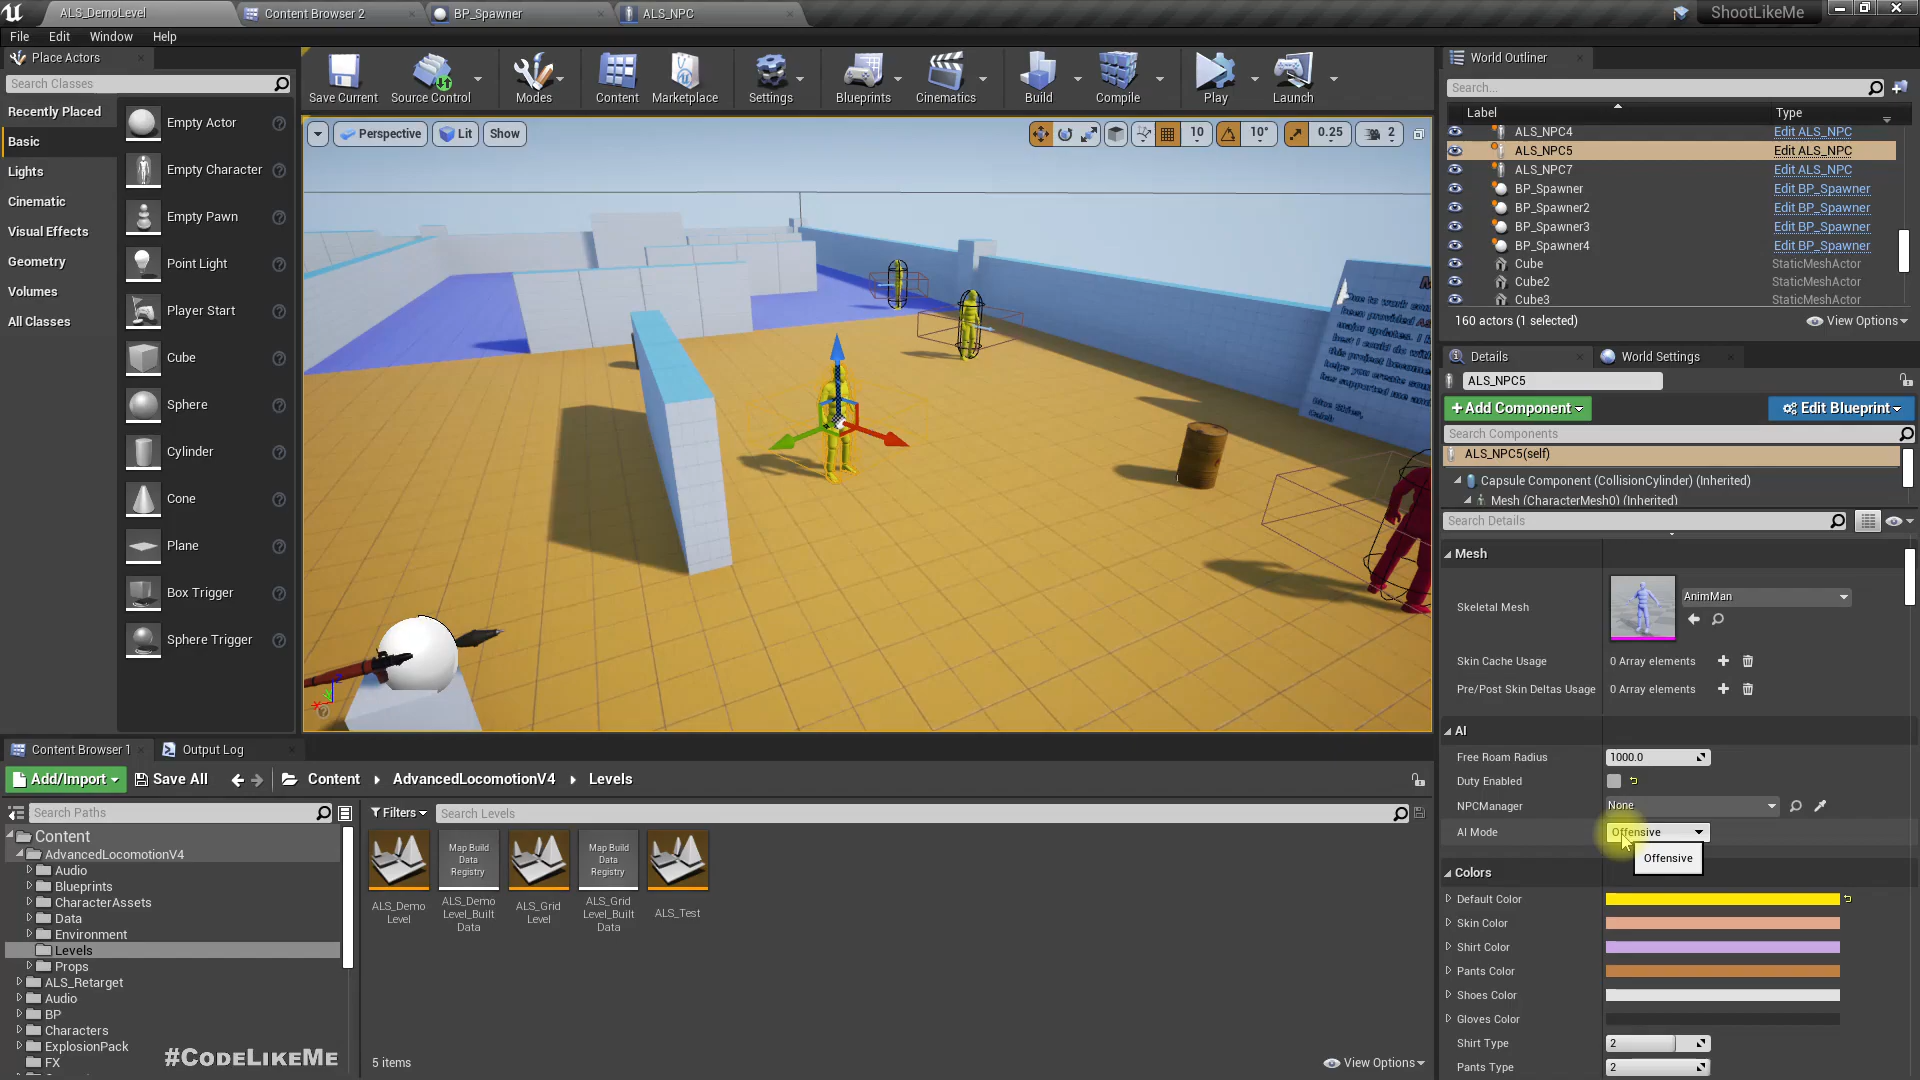 ALS_DemoLevel
Content Browser 2
BP_Spawner
ALS_NPC
ShootLikeMe
File Edit Window Help
Place Actors
Search Classes
Recently Placed
Basic
Lights
Cinematic
Visual Effects
Geometry
Volumes
All Classes
Empty Actor
Empty Character
Empty Pawn
Point Light
Player Start
Cube
Sphere
Cylinder
Cone
Plane
Box Trigger
Sphere Trigger
Save Current
Source Control
Modes
Content
Marketplace
Settings
Blueprints
Cinematics
Build
Compile
Play
Launch
Perspective
Lit
Show
10
10°
0.25
2
World Outliner
Search...
Label Type
ALS_NPC4 Edit ALS_NPC
ALS_NPC5 Edit ALS_NPC
ALS_NPC7 Edit ALS_NPC
BP_Spawner Edit BP_Spawner
BP_Spawner2 Edit BP_Spawner
BP_Spawner3 Edit BP_Spawner
BP_Spawner4 Edit BP_Spawner
Cube StaticMeshActor
Cube2 StaticMeshActor
Cube3 StaticMeshActor
160 actors (1 selected)
View Options
Details
World Settings
ALS_NPC5
Add Component
Edit Blueprint
Search Components
ALS_NPC5(self)
Capsule Component (CollisionCylinder) (Inherited)
Mesh (CharacterMesh0) (Inherited)
Search Details
Mesh
Skeletal Mesh
AnimMan
Skin Cache Usage 0 Array elements
Pre/Post Skin Deltas Usage 0 Array elements
AI
Free Roam Radius 1000.0
Duty Enabled
NPCManager None
AI Mode Offensive
Offensive
Colors
Default Color
Skin Color
Shirt Color
Pants Color
Shoes Color
Gloves Color
Shirt Type 2
Pants Type 2
Content Browser 1
Output Log
Add/Import
Save All
Content
AdvancedLocomotionV4
Levels
Search Paths
Filters
Search Levels
Content
AdvancedLocomotionV4
Audio
Blueprints
CharacterAssets
Data
Environment
Levels
Props
ALS_Retarget
Audio
BP
Characters
ExplosionPack
FX
Map Build
Data
Registry
Map Build
Data
Registry
ALS_Demo
Level
ALS_Demo
Level_Built
Data
ALS_Grid
Level
ALS_Grid
Level_Built
Data
ALS_Test
5 items
View Options
#CodeLikeMe